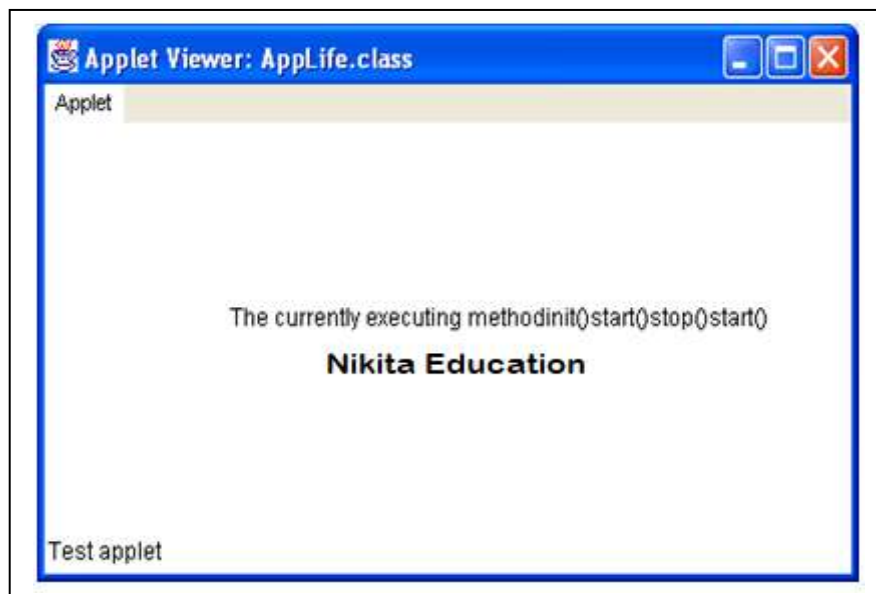 Applet Viewer: AppLife.class
Applet
The currently executing methodinit()start()stop()start()
Nikita Education
Test applet